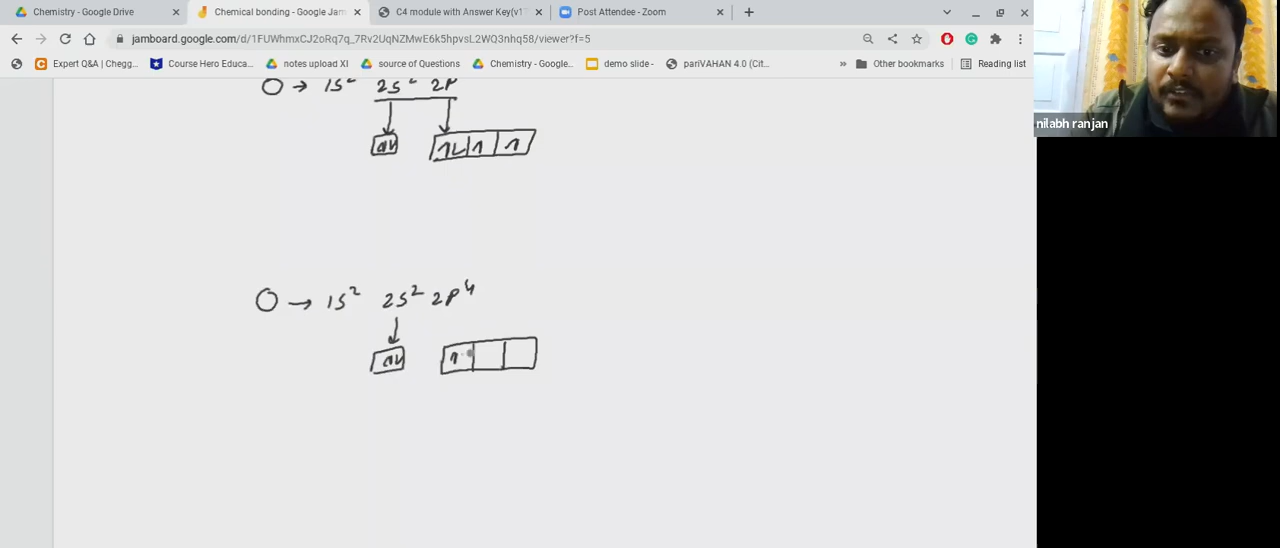 Chemistry - Google Drive
Chemical bonding - Google Jam
C4 module with Answer Key(v1
Post Attendee - Zoom
jamboard.google.com/d/1FUWhmxCJ2oRq7q_7Rv2UqNZMwE6k5hpvsL2WQ3nhq58/viewer?f=5
Expert Q&A | Chegg...
Course Hero Educa...
notes upload XI
source of Questions
Chemistry - Google...
demo slide -
pariVAHAN 4.0 (Cit...
»
Other bookmarks
Reading list
nilabh ranjan
O → 1S² 2S² 2P
↑↓ ↑↓ ↑ ↑
O → 1S² 2S² 2P⁴
↑↓ ↑